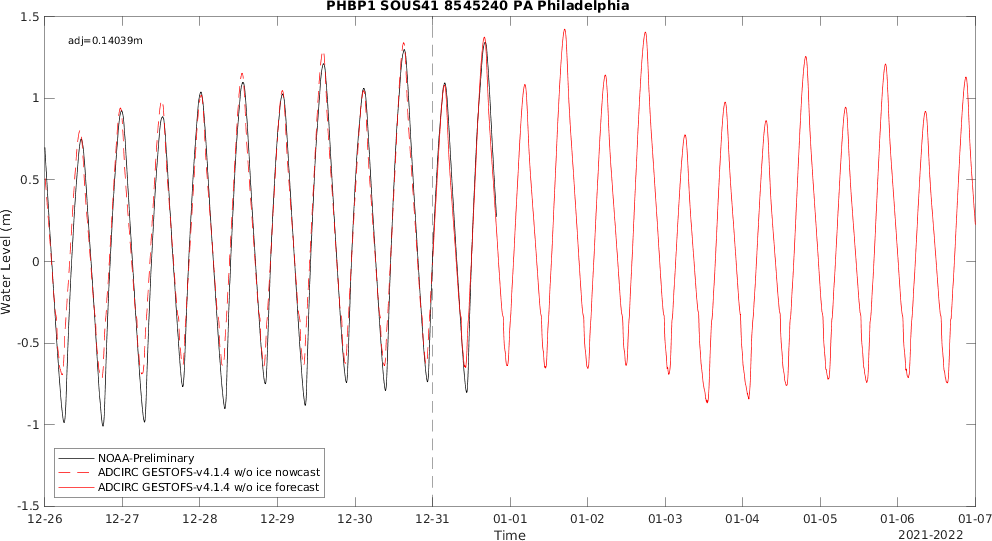 PHBP1 SOUS41 8545240 PA Philadelphia
1.5
adj=0.14039m
1
0.5
0
-0.5
-1
-1.5
Water Level (m)
NOAA-Preliminary
ADCIRC GESTOFS-v4.1.4 w/o ice nowcast
ADCIRC GESTOFS-v4.1.4 w/o ice forecast
12-26 12-27 12-28 12-29 12-30 12-31 01-01 01-02 01-03 01-04 01-05 01-06 01-07
Time
2021-2022